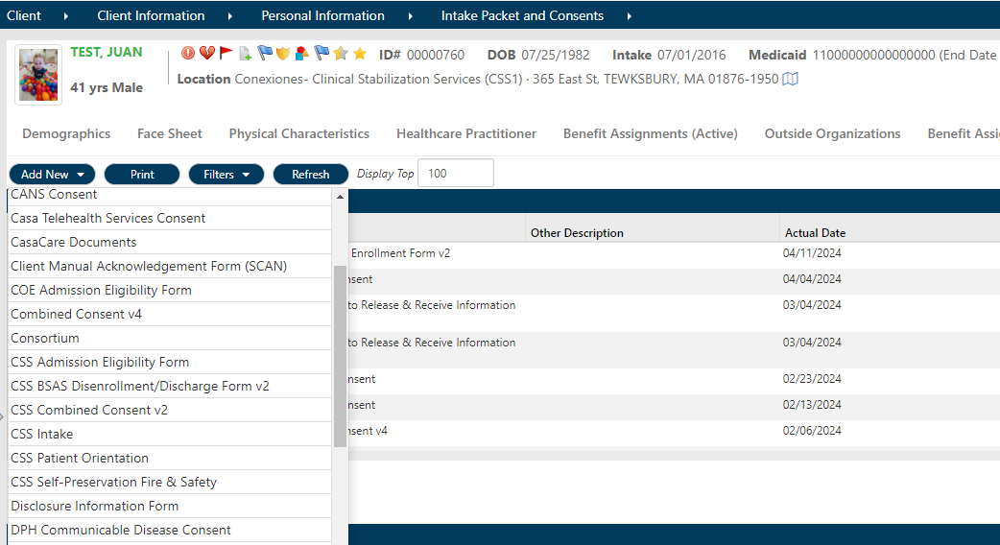 Client Client Information Personal Information Intake Packet and Consents
TEST, JUAN
41 yrs Male
ID# 00000760 DOB 07/25/1982 Intake 07/01/2016 Medicaid 11000000000000000 (End Date
Location Conexiones- Clinical Stabilization Services (CSS1) · 365 East St, TEWKSBURY, MA 01876-1950
Demographics Face Sheet Physical Characteristics Healthcare Practitioner Benefit Assignments (Active) Outside Organizations Benefit Assi
Add New Print Filters Refresh Display Top 100
CANS Consent
Casa Telehealth Services Consent
CasaCare Documents
Client Manual Acknowledgement Form (SCAN)
COE Admission Eligibility Form
Combined Consent v4
Consortium
CSS Admission Eligibility Form
CSS BSAS Disenrollment/Discharge Form v2
CSS Combined Consent v2
CSS Intake
CSS Patient Orientation
CSS Self-Preservation Fire & Safety
Disclosure Information Form
DPH Communicable Disease Consent
Other Description Actual Date
Enrollment Form v2 04/11/2024
nsent 04/04/2024
to Release & Receive Information 03/04/2024
to Release & Receive Information 03/04/2024
nsent 02/23/2024
nsent 02/13/2024
nsent v4 02/06/2024